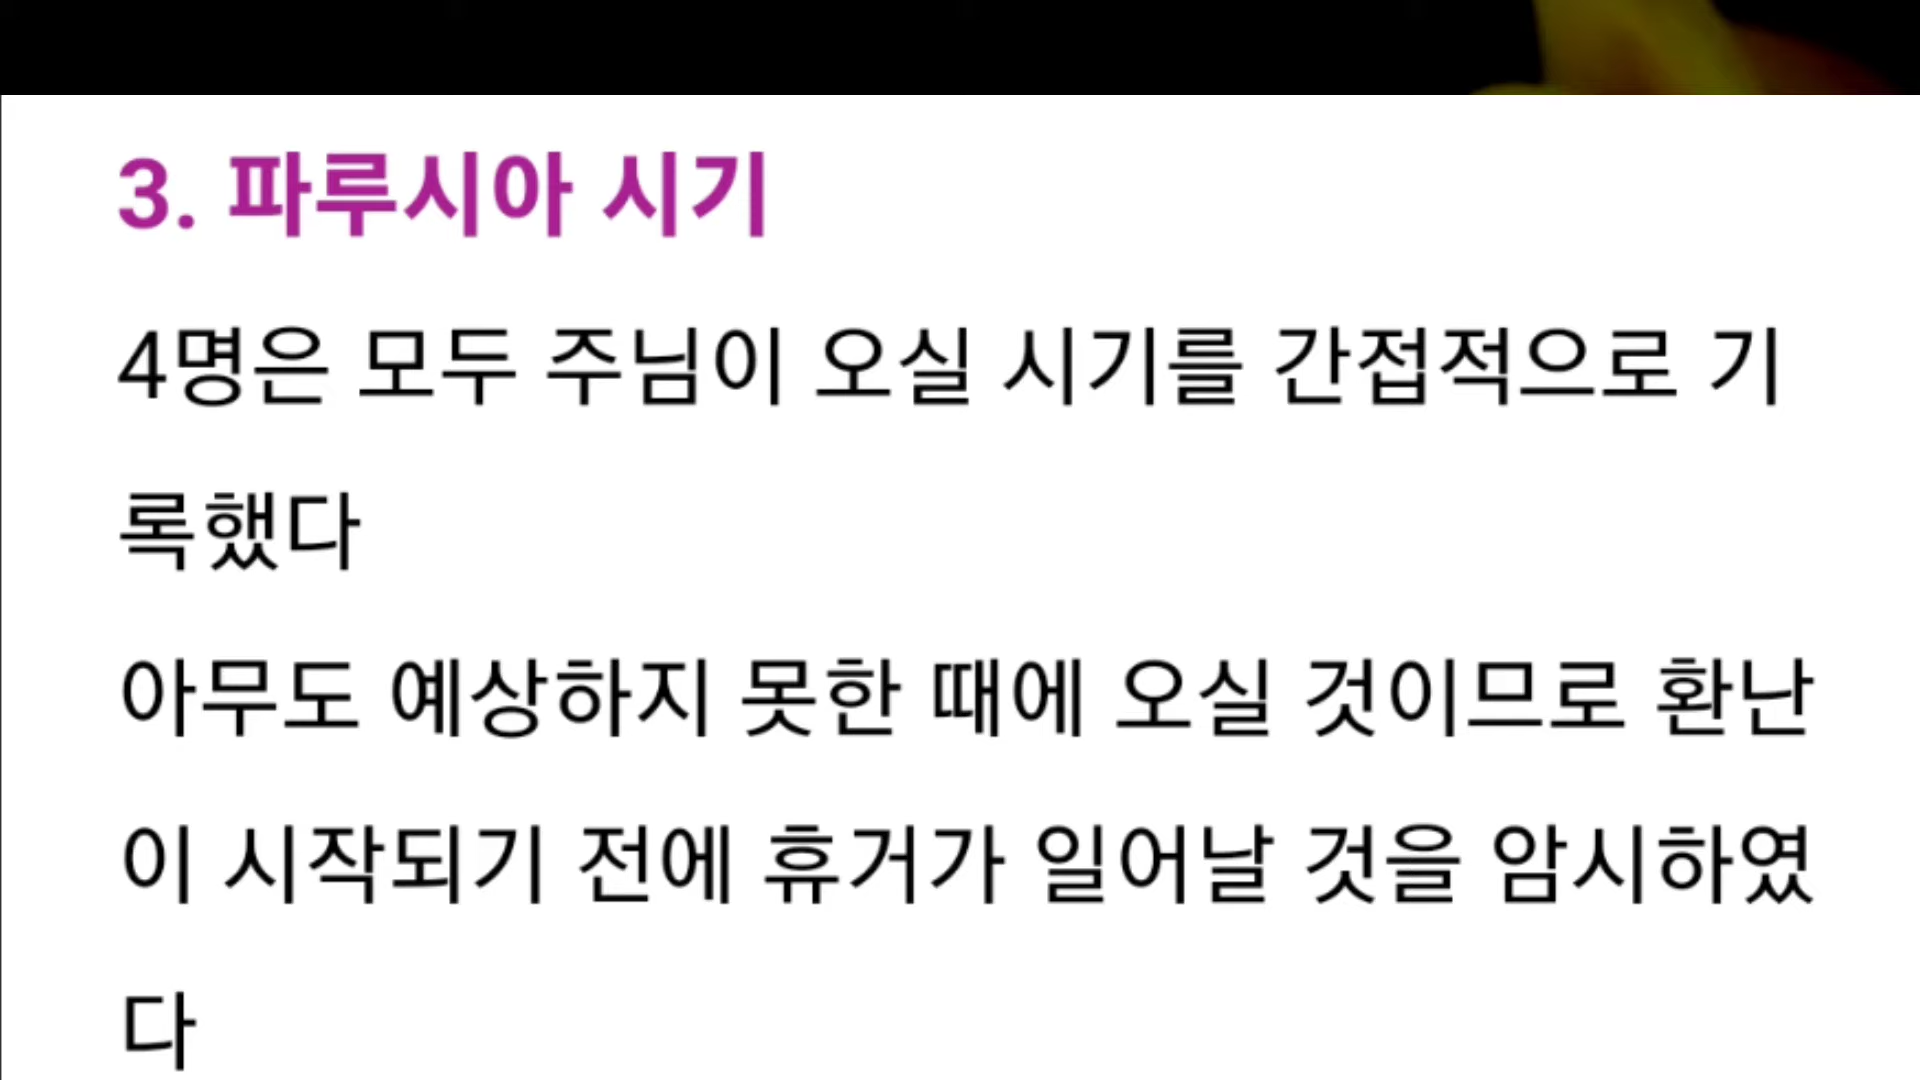 3. 파루시아 시기
4명은 모두 주님이 오실 시기를 간접적으로 기
록했다
아무도 예상하지 못한 때에 오실 것이므로 환난
이 시작되기 전에 휴거가 일어날 것을 암시하였
다